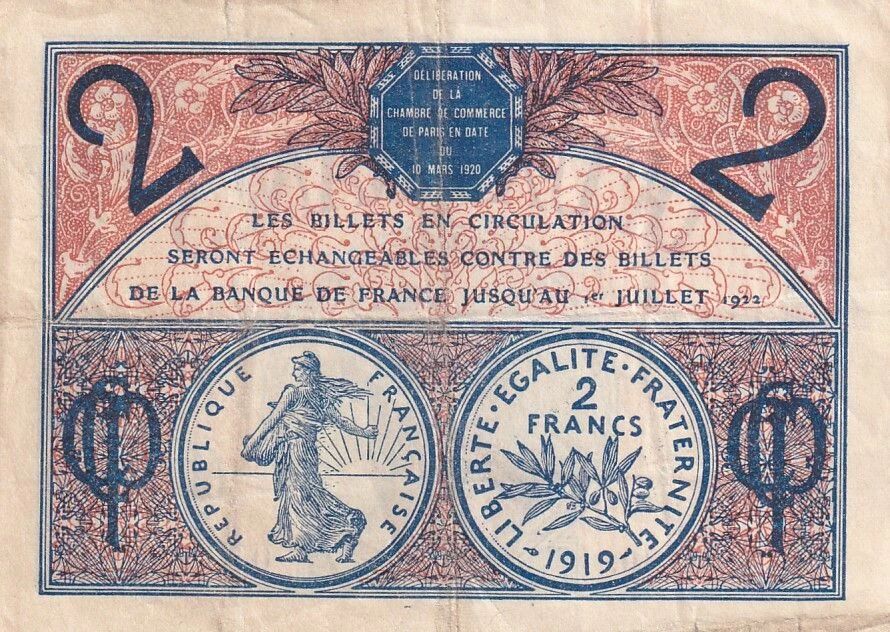 2
2
DÉLIBÉRATION
DE LÀ
CHAMBRE DE COMMERCE
DE PARIS EN DATE
DU
10 MARS 1920
LES BILLETS EN CIRCULATION
SERONT ECHANGEABLES CONTRE DES BILLETS
DE LA BANQUE DE FRANCE JUSQU'AU 1er JUILLET 1922
REPUBLIQUE FRANÇAISE
LIBERTE·EGALITE·FRATERNITE
2
FRANCS
1919